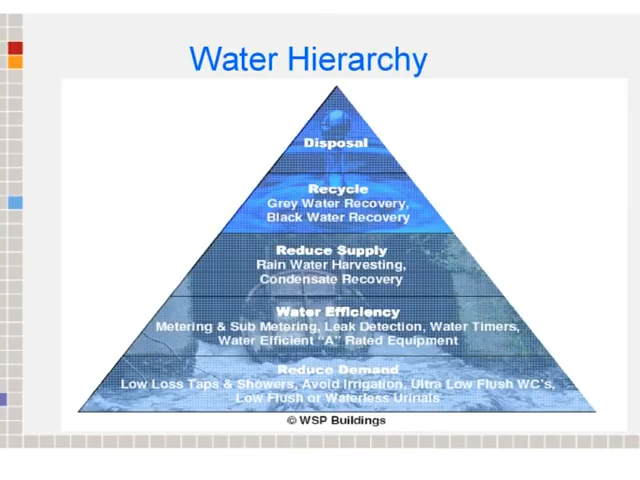 Water Hierarchy
Disposal
Recycle
Grey Water Recovery,
Black Water Recovery
Reduce Supply
Rain Water Harvesting,
Condensate Recovery
Water Efficiency
Metering & Sub Metering, Leak Detection, Water Timers,
Water Efficient "A" Rated Equipment
Reduce Demand
Low Loss Taps & Showers, Avoid Irrigation, Ultra Low Flush WC's,
Low Flush or Waterless Urinals
© WSP Buildings